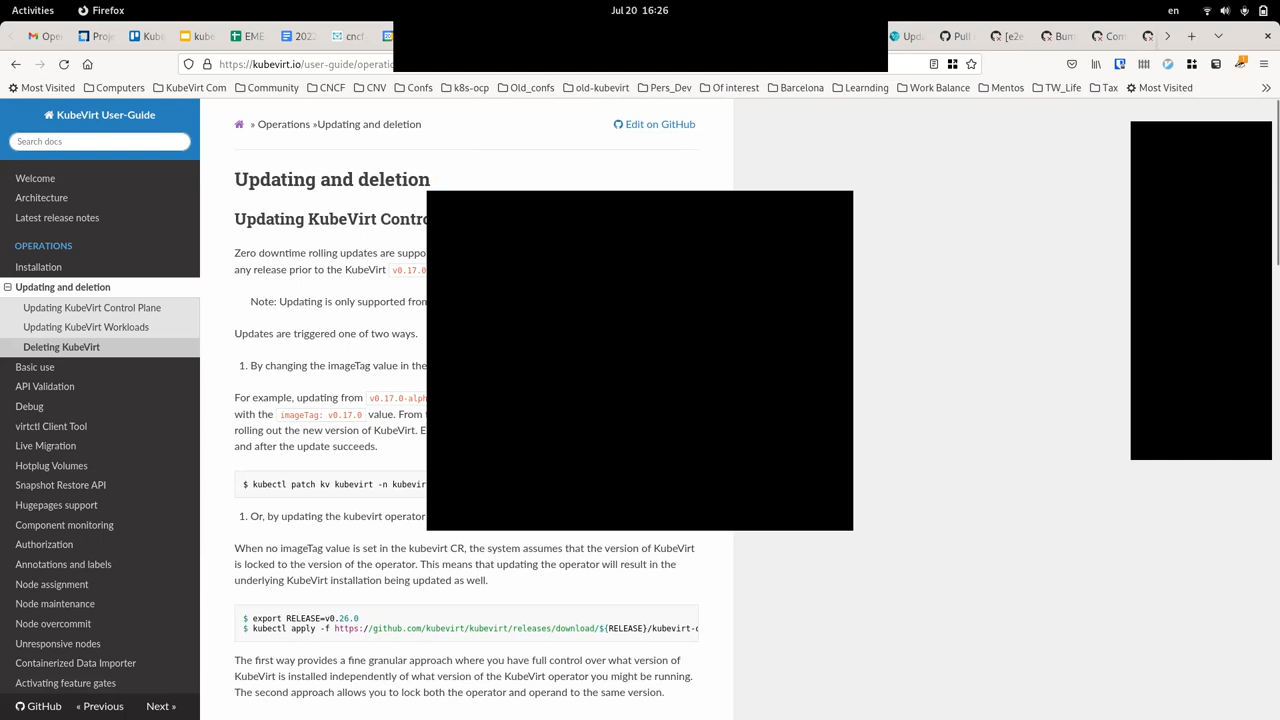 Activities Firefox Jul 20 16:26 en
Ope Proje Kube kube EME 2022 cncf- Upda Pull [e2e Bum Com
https://kubevirt.io/user-guide/operatio
Most Visited Computers KubeVirt Com Community CNCF CNV Confs k8s-ocp Old_confs old-kubevirt Pers_Dev Of interest Barcelona Learnding Work Balance Mentos TW_Life Tax Most Visited
KubeVirt User-Guide
Search docs
Welcome
Architecture
Latest release notes
OPERATIONS
Installation
Updating and deletion
Updating KubeVirt Control Plane
Updating KubeVirt Workloads
Deleting KubeVirt
Basic use
API Validation
Debug
virtctl Client Tool
Live Migration
Hotplug Volumes
Snapshot Restore API
Hugepages support
Component monitoring
Authorization
Annotations and labels
Node assignment
Node maintenance
Node overcommit
Unresponsive nodes
Containerized Data Importer
Activating feature gates
GitHub « Previous Next »
» Operations »Updating and deletion Edit on GitHub
Updating and deletion
Updating KubeVirt Contro
Zero downtime rolling updates are suppo
any release prior to the KubeVirt v0.17.0
Note: Updating is only supported from
Updates are triggered one of two ways.
1. By changing the imageTag value in the
For example, updating from v0.17.0-alph
with the imageTag: v0.17.0 value. From t
rolling out the new version of KubeVirt. E
and after the update succeeds.
$ kubectl patch kv kubevirt -n kubevir
1. Or, by updating the kubevirt operator
When no imageTag value is set in the kubevirt CR, the system assumes that the version of KubeVirt
is locked to the version of the operator. This means that updating the operator will result in the
underlying KubeVirt installation being updated as well.
$ export RELEASE=v0.26.0
$ kubectl apply -f https://github.com/kubevirt/kubevirt/releases/download/${RELEASE}/kubevirt-o
The first way provides a fine granular approach where you have full control over what version of
KubeVirt is installed independently of what version of the KubeVirt operator you might be running.
The second approach allows you to lock both the operator and operand to the same version.